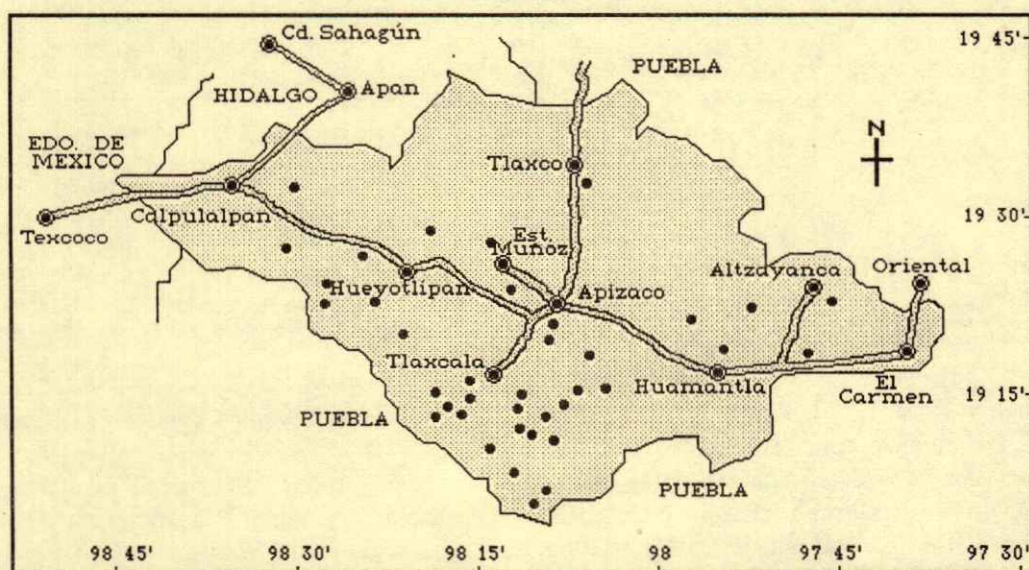 Cd. Sahagún
19 45'
PUEBLA
HIDALGO
Apan
EDO. DE
MEXICO
N
Tlaxco
Calpulalpan
19 30'
Texcoco
Est.
Muñoz
Altzayanca
Oriental
Hueyotlípan
Apizaco
Tlaxcala
Huamantla
El
Carmen
19 15'
PUEBLA
PUEBLA
98 45'
98 30'
98 15'
98
97 45'
97 30'